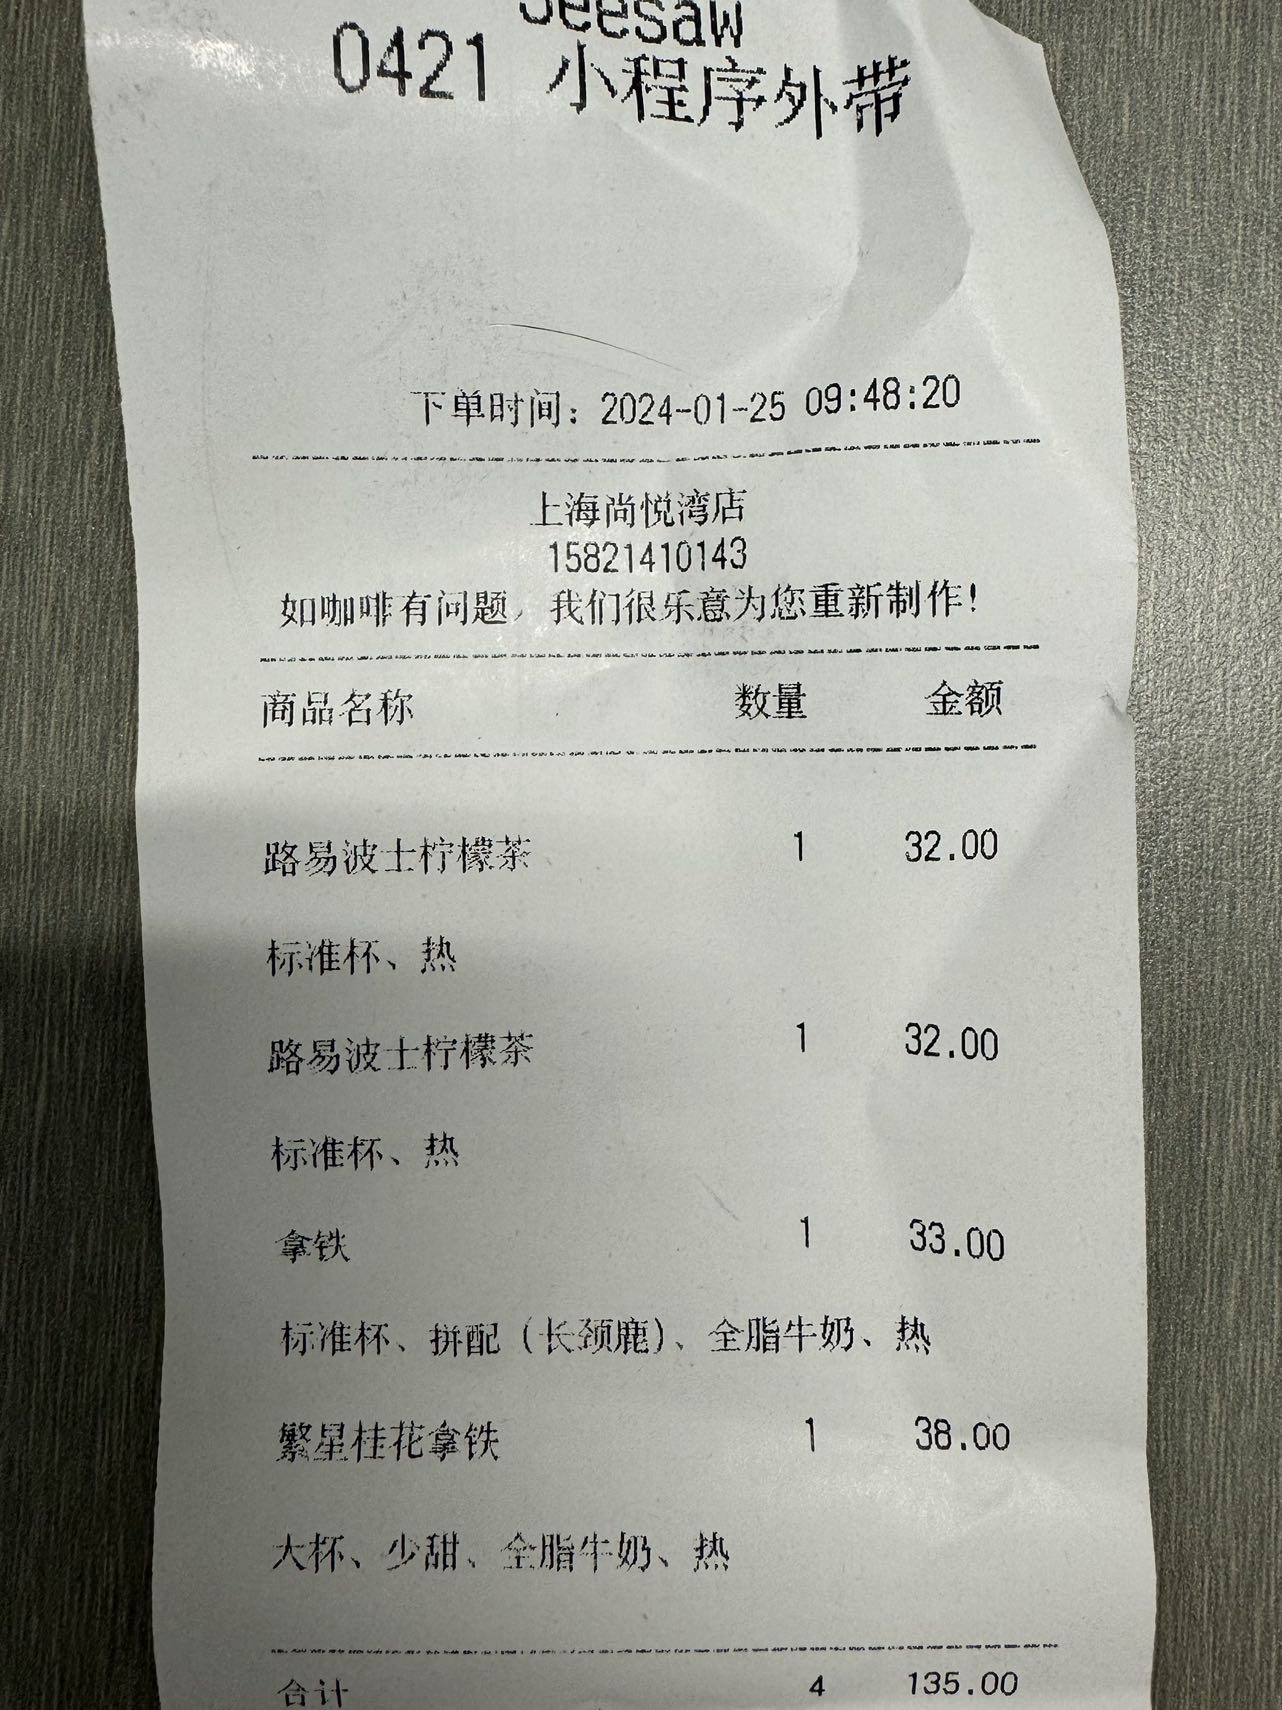 Seesaw
0421 小程序外带
下单时间: 2024-01-25 09:48:20
上海尚悦湾店
15821410143
如咖啡有问题, 我们很乐意为您重新制作!
商品名称 数量 金额
路易波士柠檬茶 1 32.00
标准杯、热
路易波士柠檬茶 1 32.00
标准杯、热
拿铁 1 33.00
标准杯、拼配(长颈鹿)、全脂牛奶、热
繁星桂花拿铁 1 38.00
大杯、少甜、全脂牛奶、热
合计 4 135.00